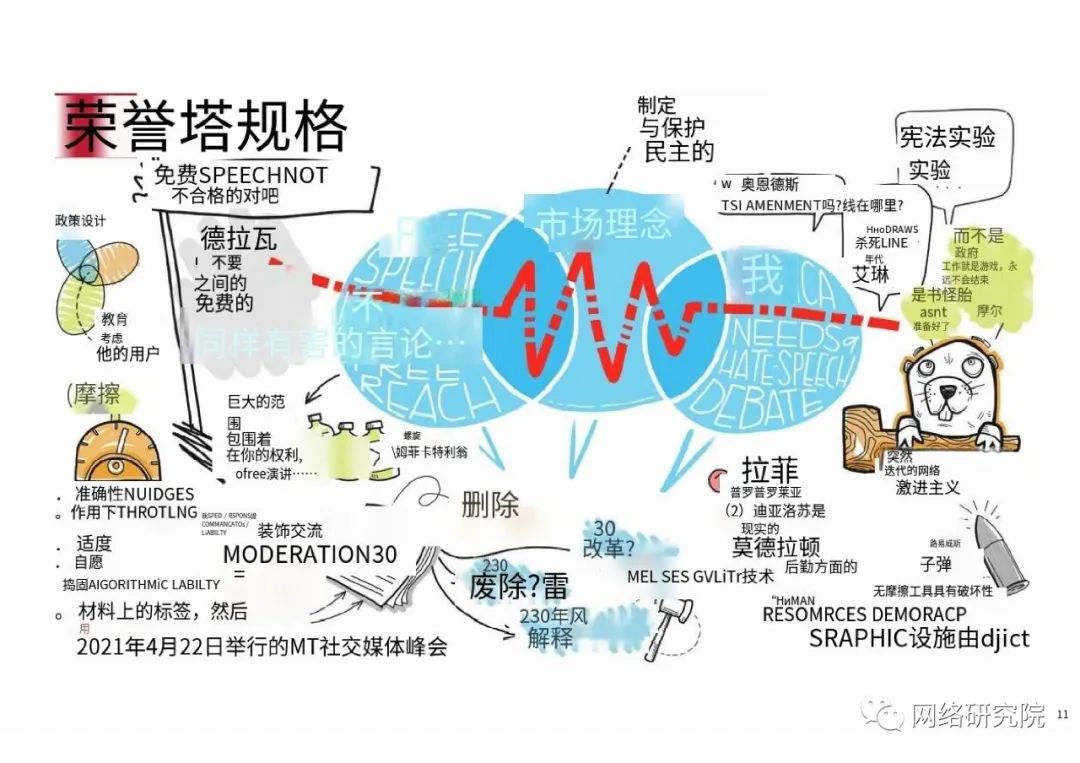 荣誉塔规格
免费SPEECHNOT
不合格的对吧
政策设计
德拉瓦
! 不要
之间的
免费的
教育
考虑
他的用户
(摩擦
同样有害的言论…
FREE
SPEECH
FREE
REACH
市场理念
制定
与保护
民主的
我
CA
NEEDS a
HATE-SPEECH
DEBATE
W 奥恩德斯
TSI AMENMENT吗?线在哪里?
宪法实验
实验
HHoDRAWS
杀死LINE
年代
艾琳
而不是
政府
工作就是游戏，永
远不会结束
是书怪胎
asnt 摩尔
准备好了
巨大的范
围
包围着
在你的权利,
ofree演讲……
螺旋
\姆菲卡特利翁
. 准确性NUIDGES
。作用下THROTLNG
COMMANCATOs /
LiABILTY
. 适度
. 自愿
装饰交流
MODERATION30
=
捣固AIGORITHMiC LABILTY
。材料上的标签，然后
用
2021年4月22日举行的MT社交媒体峰会
删除
30
改革?
230
废除?雷
230年风
解释
拉菲
普罗普罗莱亚
（2）迪亚洛苏是
现实的
莫德拉顿
后勤方面的
MEL SES GVLiTr技术
突然
迭代的网络
激进主义
路易威斯
子弹
无摩擦工具具有破坏性
“HиMAN
RESOMRCES DEMORACP
SRAPHIC设施由djict
网络研究院
11